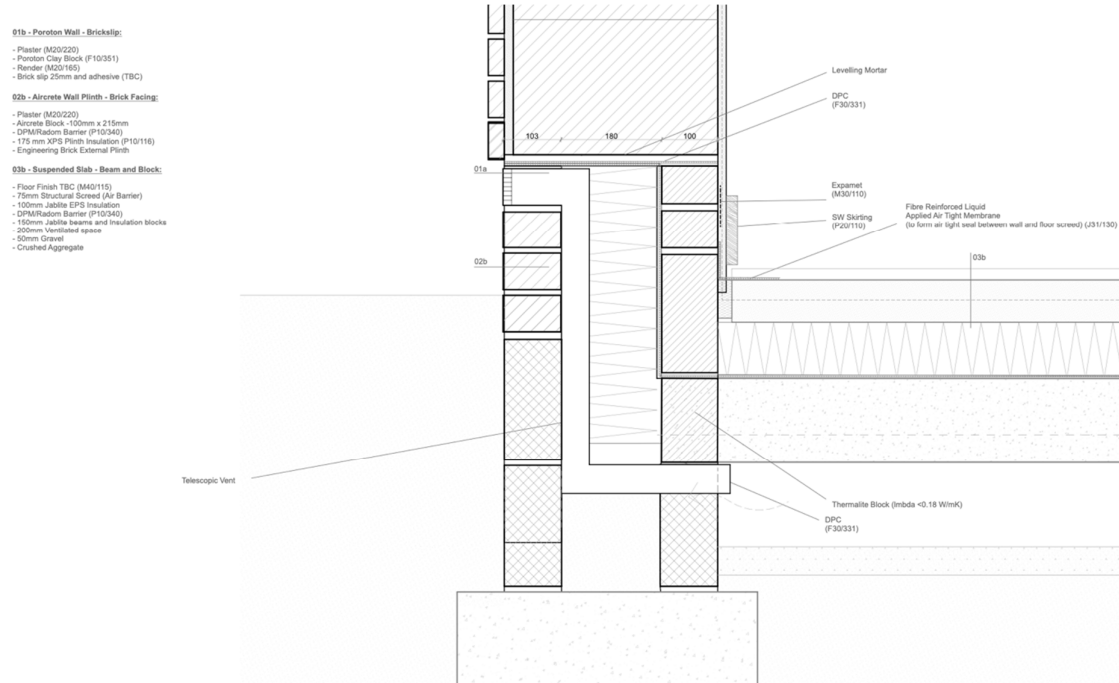 01b - Poroton Wall - Brickslip:
- Plaster (M20/220)
- Poroton Clay Block (F10/351)
- Render (M20/165)
- Brick slip 25mm and adhesive (TBC)
02b - Aircrete Wall Plinth - Brick Facing:
- Plaster (M20/220)
- Aircrete Block -100mm x 215mm
- DPM/Radom Barrier (P10/340)
- 175 mm XPS Plinth Insulation (P10/116)
- Engineering Brick External Plinth
03b - Suspended Slab - Beam and Block:
- Floor Finish TBC (M40/115)
- 75mm Structural Screed (Air Barrier)
- 100mm Jablite EPS Insulation
- DPM/Radom Barrier (P10/340)
- 150mm Jablite beams and Insulation blocks
- 200mm Ventilated space
- 50mm Gravel
- Crushed Aggregate
Levelling Mortar
DPC
(F30/331)
103 180 100
01a
Expamet
(M30/110)
SW Skirting
(P20/110)
Fibre Reinforced Liquid
Applied Air Tight Membrane
(to form air tight seal between wall and floor screed) (J31/130)
02b
03b
Telescopic Vent
Thermalite Block (lmbda <0.18 W/mK)
DPC
(F30/331)